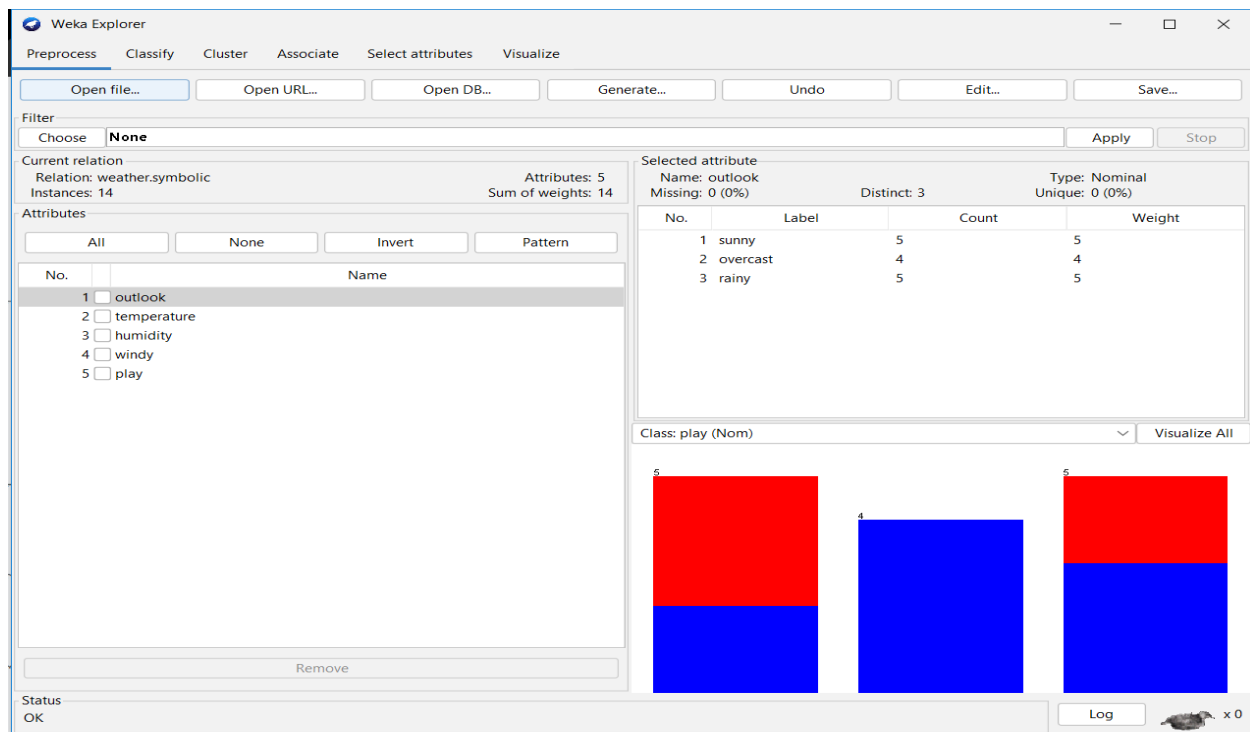 Weka Explorer
Preprocess Classify Cluster Associate Select attributes Visualize
Open file... Open URL... Open DB... Generate... Undo Edit... Save...
Filter
Choose None Apply Stop
Current relation
Relation: weather.symbolic Attributes: 5
Instances: 14 Sum of weights: 14
Attributes
All None Invert Pattern
No. Name
1 outlook
2 temperature
3 humidity
4 windy
5 play
Remove
Selected attribute
Name: outlook Type: Nominal
Missing: 0 (0%) Distinct: 3 Unique: 0 (0%)
No. Label Count Weight
1 sunny 5 5
2 overcast 4 4
3 rainy 5 5
Class: play (Nom) Visualize All
5 4 5
Status
OK Log x 0